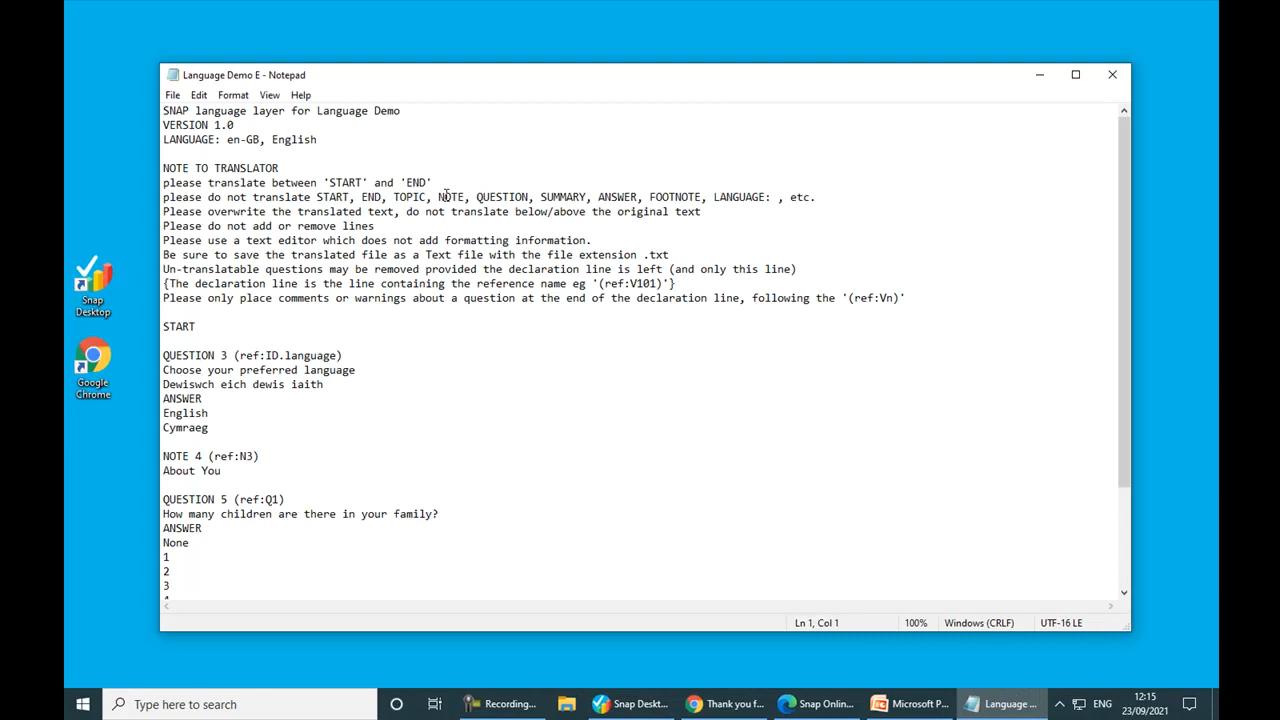 Language Demo E - Notepad
File Edit Format View Help
SNAP language layer for Language Demo
VERSION 1.0
LANGUAGE: en-GB, English
NOTE TO TRANSLATOR
please translate between 'START' and 'END'
please do not translate START, END, TOPIC, NOTE, QUESTION, SUMMARY, ANSWER, FOOTNOTE, LANGUAGE: , etc.
Please overwrite the translated text, do not translate below/above the original text
Please do not add or remove lines
Please use a text editor which does not add formatting information.
Be sure to save the translated file as a Text file with the file extension .txt
Un-translatable questions may be removed provided the declaration line is left (and only this line)
{The declaration line is the line containing the reference name eg '(ref:V101)'}
Please only place comments or warnings about a question at the end of the declaration line, following the '(ref:Vn)'
START
QUESTION 3 (ref:ID.language)
Choose your preferred language
Dewiswch eich dewis iaith
ANSWER
English
Cymraeg
NOTE 4 (ref:N3)
About You
QUESTION 5 (ref:Q1)
How many children are there in your family?
ANSWER
None
1
2
3
Ln 1, Col 1
100%
Windows (CRLF)
UTF-16 LE
Snap
Desktop
Google
Chrome
Type here to search
Recording...
Snap Deskt...
Thank you f...
Snap Online...
Microsoft P...
Language ...
ENG
12:15
23/09/2021